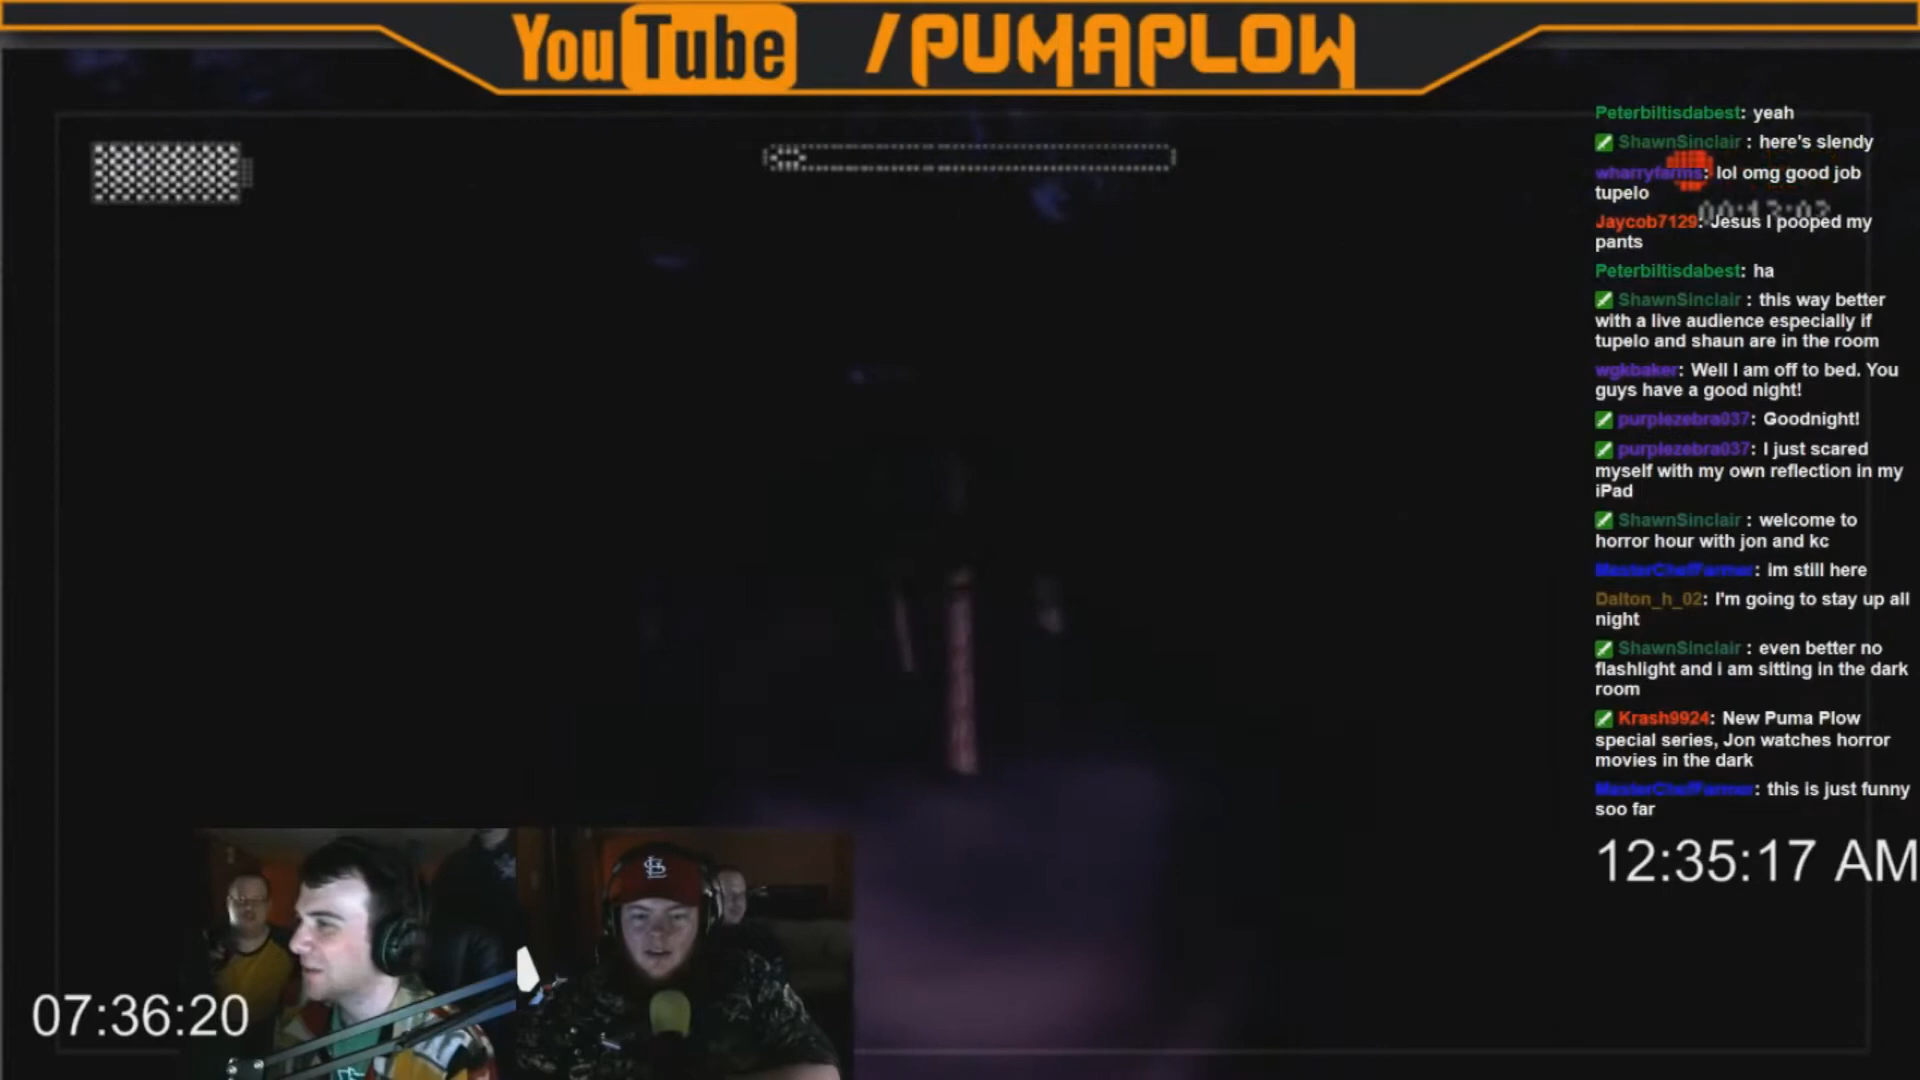 YouTube /PUMAPLOW
Peterbiltisdabest: yeah
ShawnSinclair : here's slendy
wharryfarms: lol omg good job
tupelo
00:13:03
Jaycob7129: Jesus I pooped my
pants
Peterbiltisdabest: ha
ShawnSinclair : this way better
with a live audience especially if
tupelo and shaun are in the room
wgkbaker: Well I am off to bed. You
guys have a good night!
purplezebra037: Goodnight!
purplezebra037: I just scared
myself with my own reflection in my
iPad
ShawnSinclair : welcome to
horror hour with jon and kc
MasterChefFarmer: im still here
Dalton_h_02: I'm going to stay up all
night
ShawnSinclair : even better no
flashlight and i am sitting in the dark
room
Krash9924: New Puma Plow
special series, Jon watches horror
movies in the dark
MasterChefFarmer: this is just funny
soo far
12:35:17 AM
07:36:20